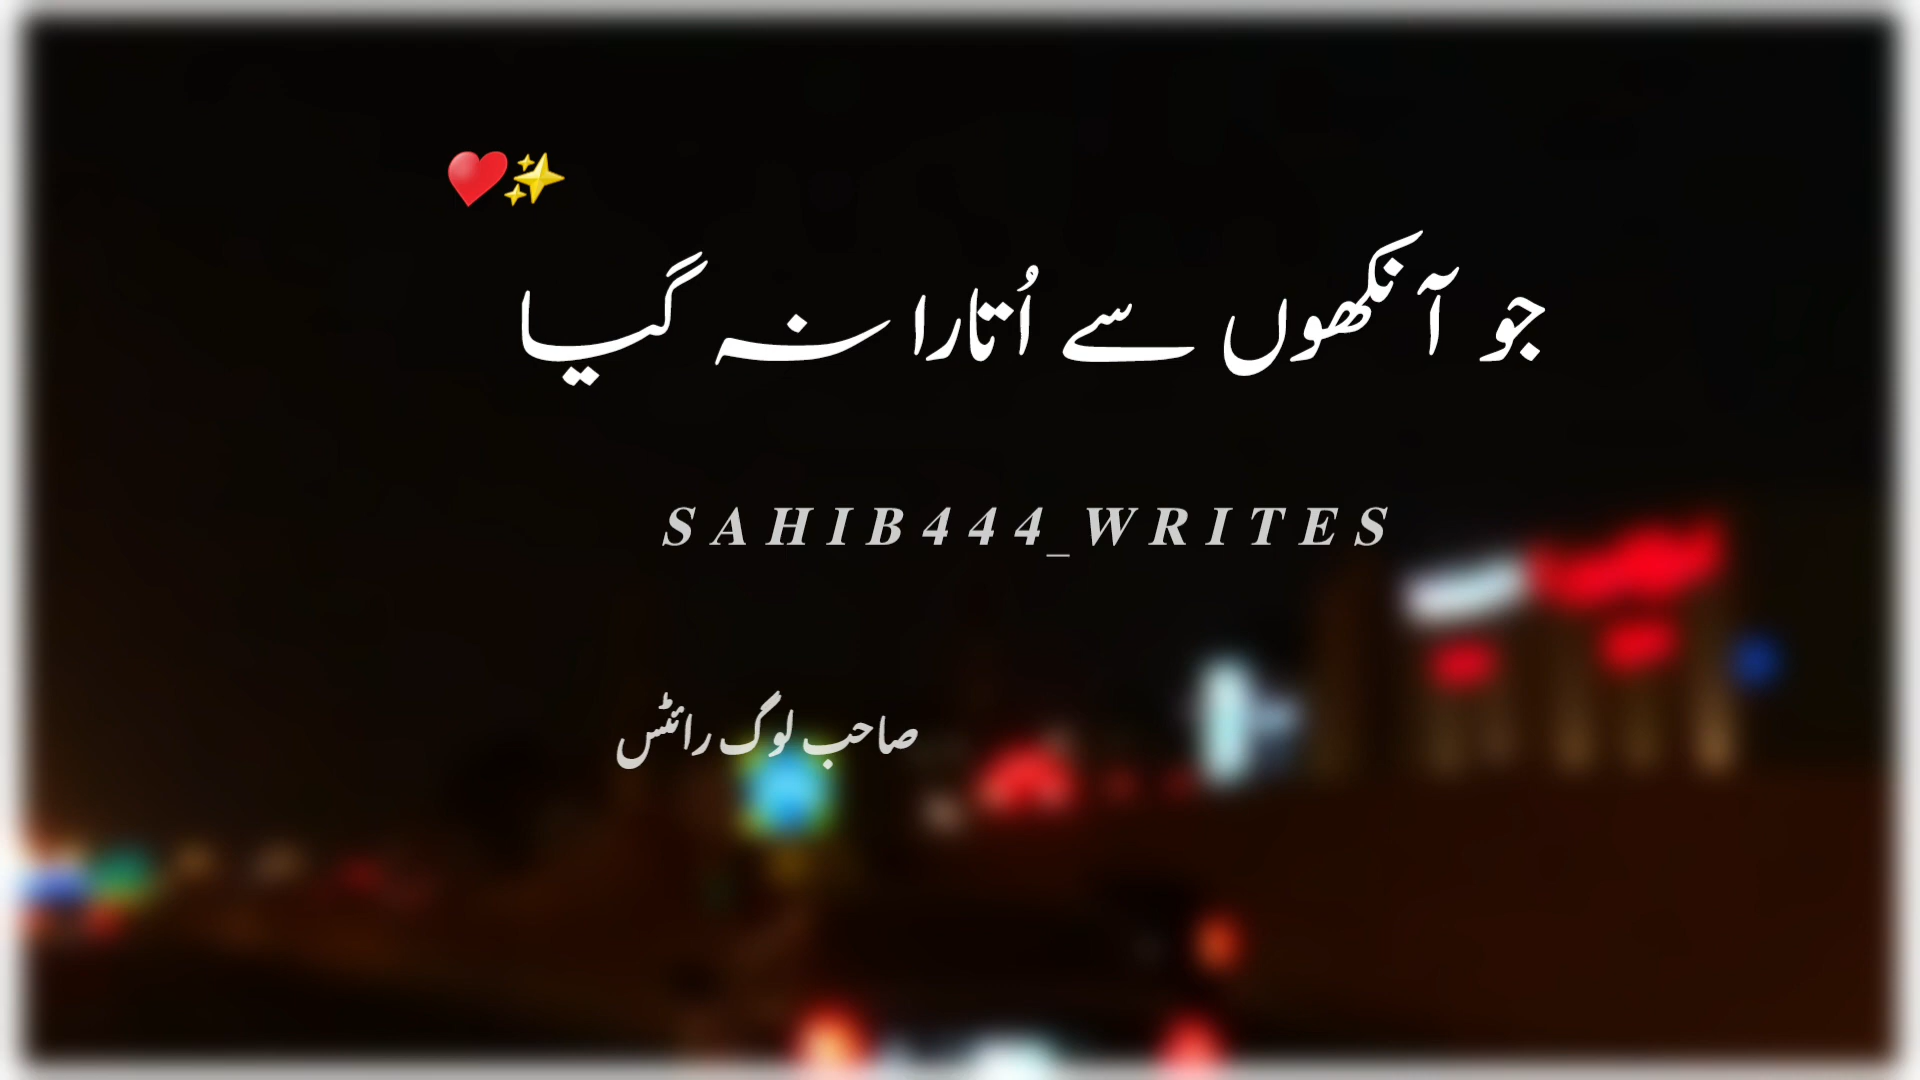 ♥️✨
جو آنکھوں سے اُتارا نہ گیا
SAHIB444_WRITES
صاحب لوگ رائٹس